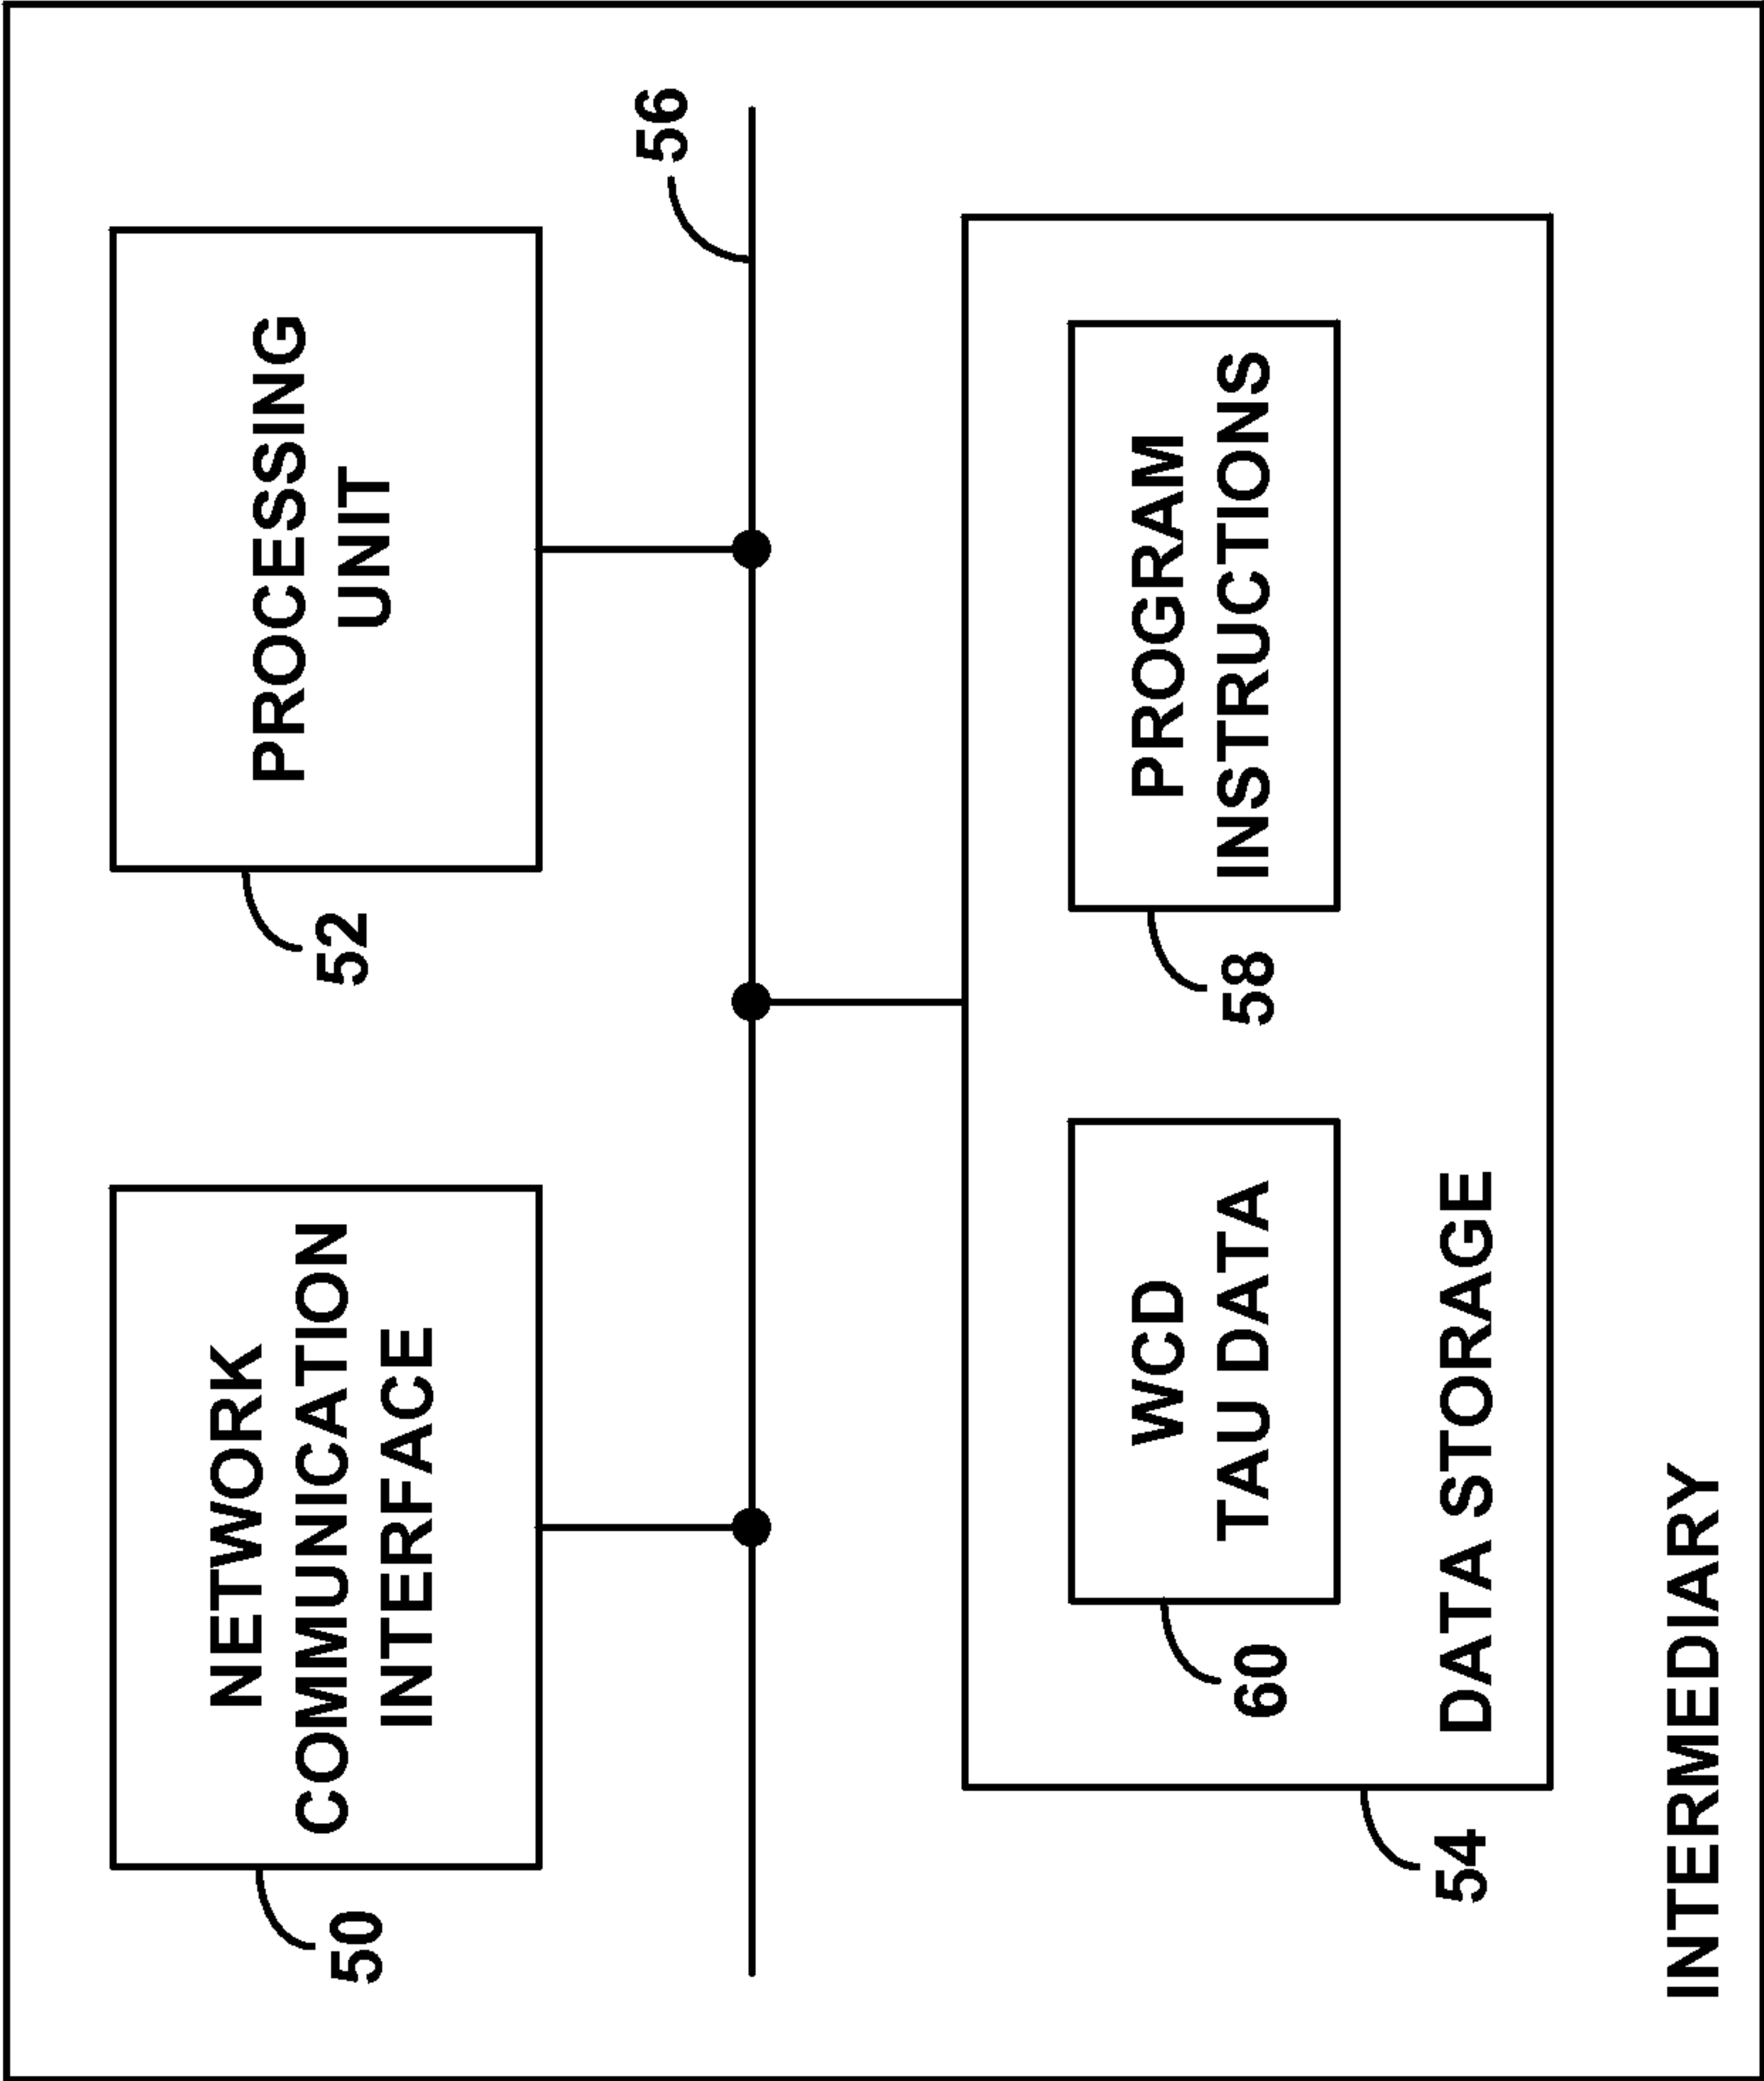 NETWORK
COMMUNICATION
INTERFACE
50
PROCESSING
UNIT
52
56
WCD
TAU DATA
60
PROGRAM
INSTRUCTIONS
58
DATA STORAGE
54
INTERMEDIARY